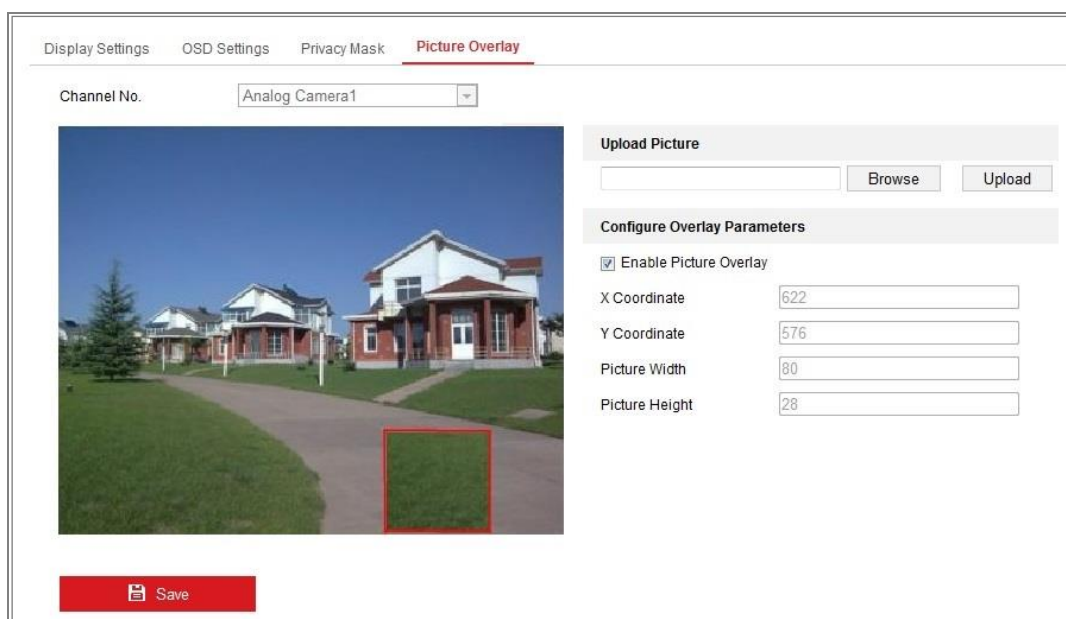 Display Settings OSD Settings Privacy Mask Picture Overlay
Channel No. Analog Camera1
Upload Picture
Browse Upload
Configure Overlay Parameters
Enable Picture Overlay
X Coordinate 622
Y Coordinate 576
Picture Width 80
Picture Height 28
Save